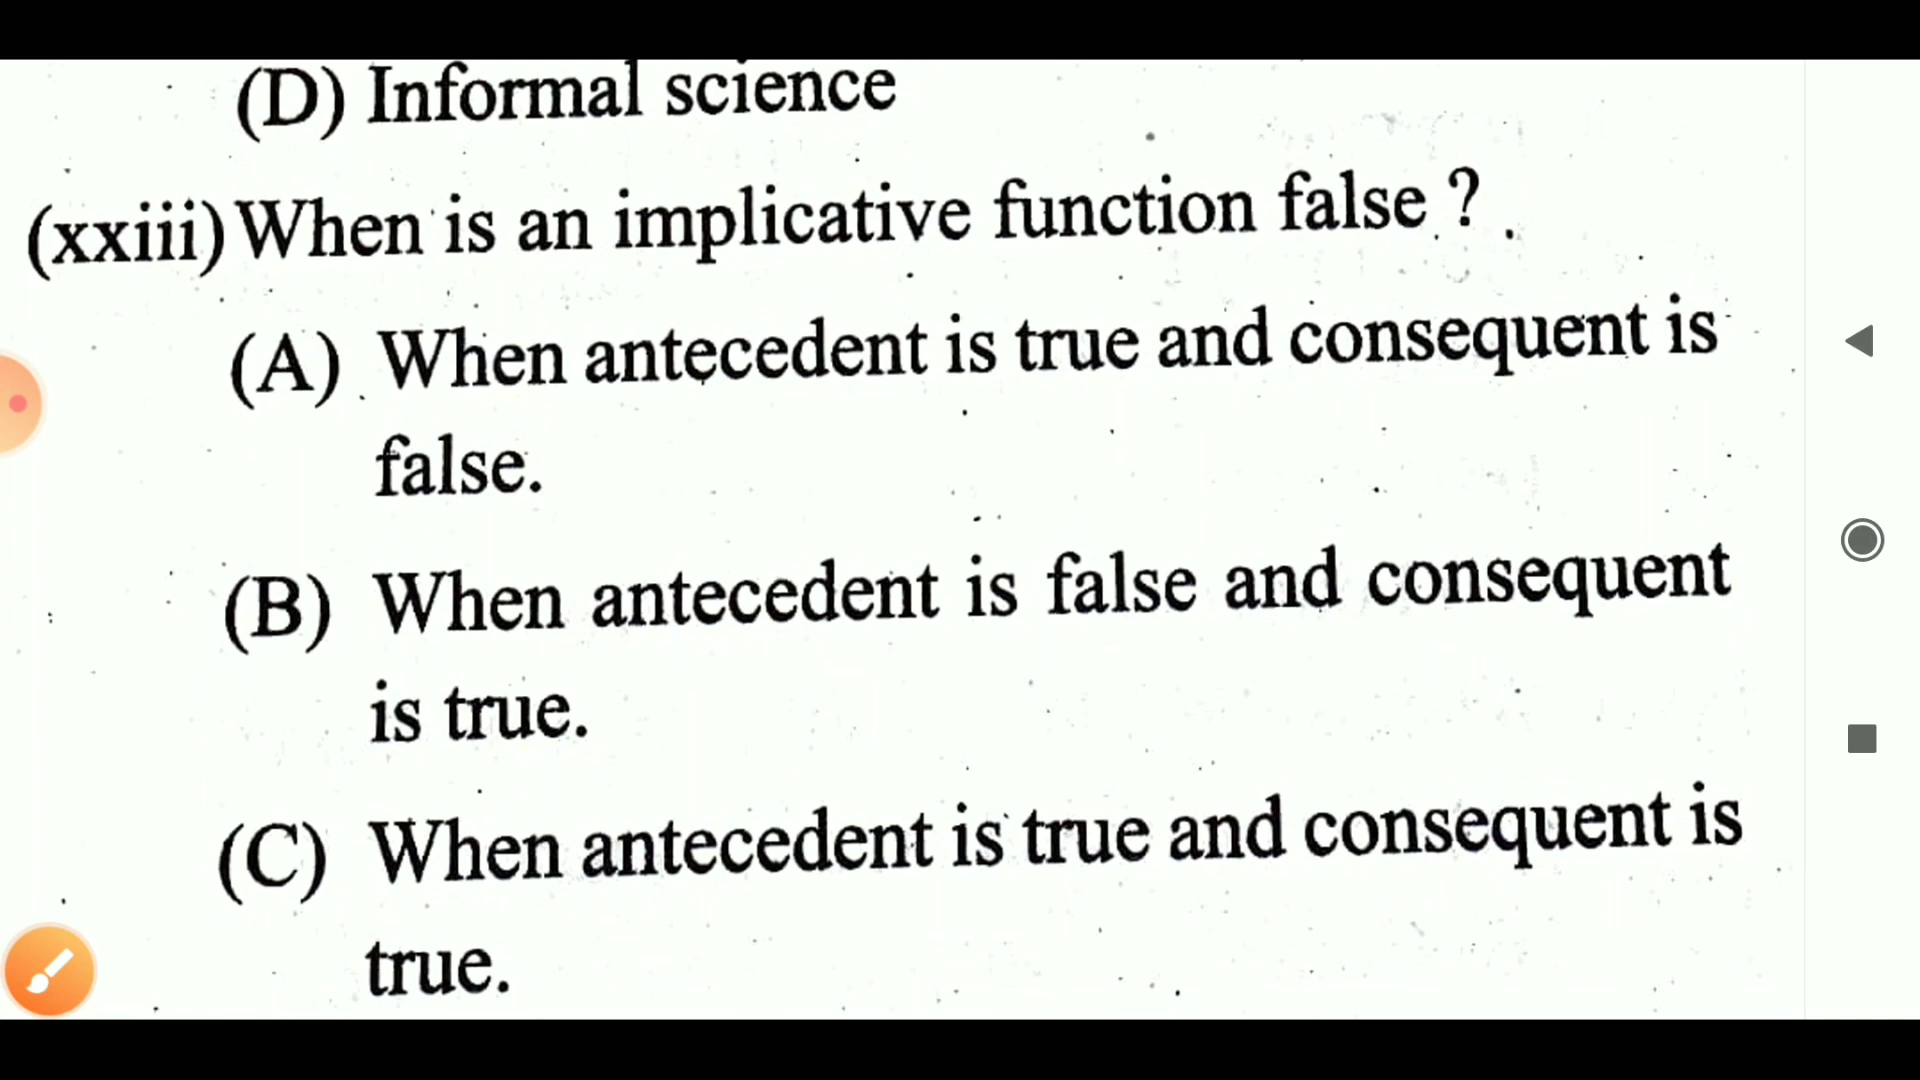 (D) Informal science
(xxiii) When is an implicative function false ?
(A) When antecedent is true and consequent is
false.
(B) When antecedent is false and consequent
is true.
(C) When antecedent is true and consequent is
true.